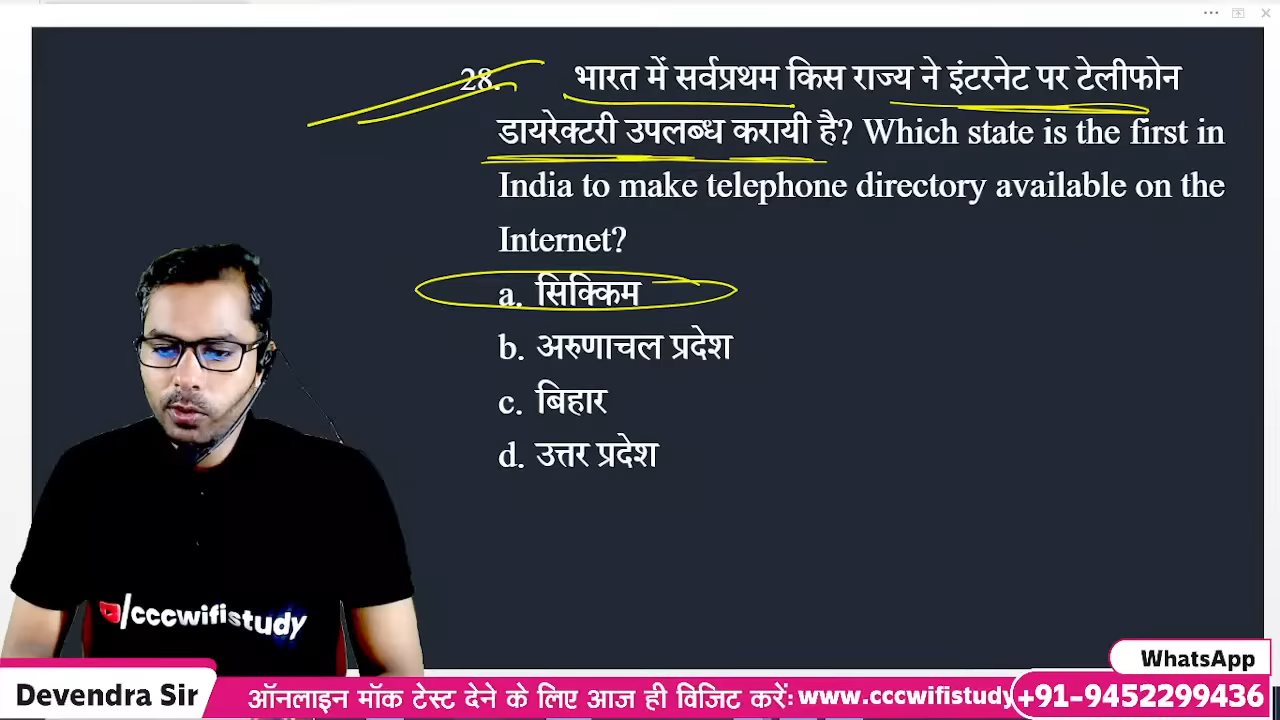 28. भारत में सर्वप्रथम किस राज्य ने इंटरनेट पर टेलीफोन
डायरेक्टरी उपलब्ध करायी है? Which state is the first in
India to make telephone directory available on the
Internet?
a. सिक्किम
b. अरुणाचल प्रदेश
c. बिहार
d. उत्तर प्रदेश
/cccwifistudy
WhatsApp
Devendra Sir
ऑनलाइन मॉक टेस्ट देने के लिए आज ही विजिट करें: www.cccwifistudy
+91-9452299436